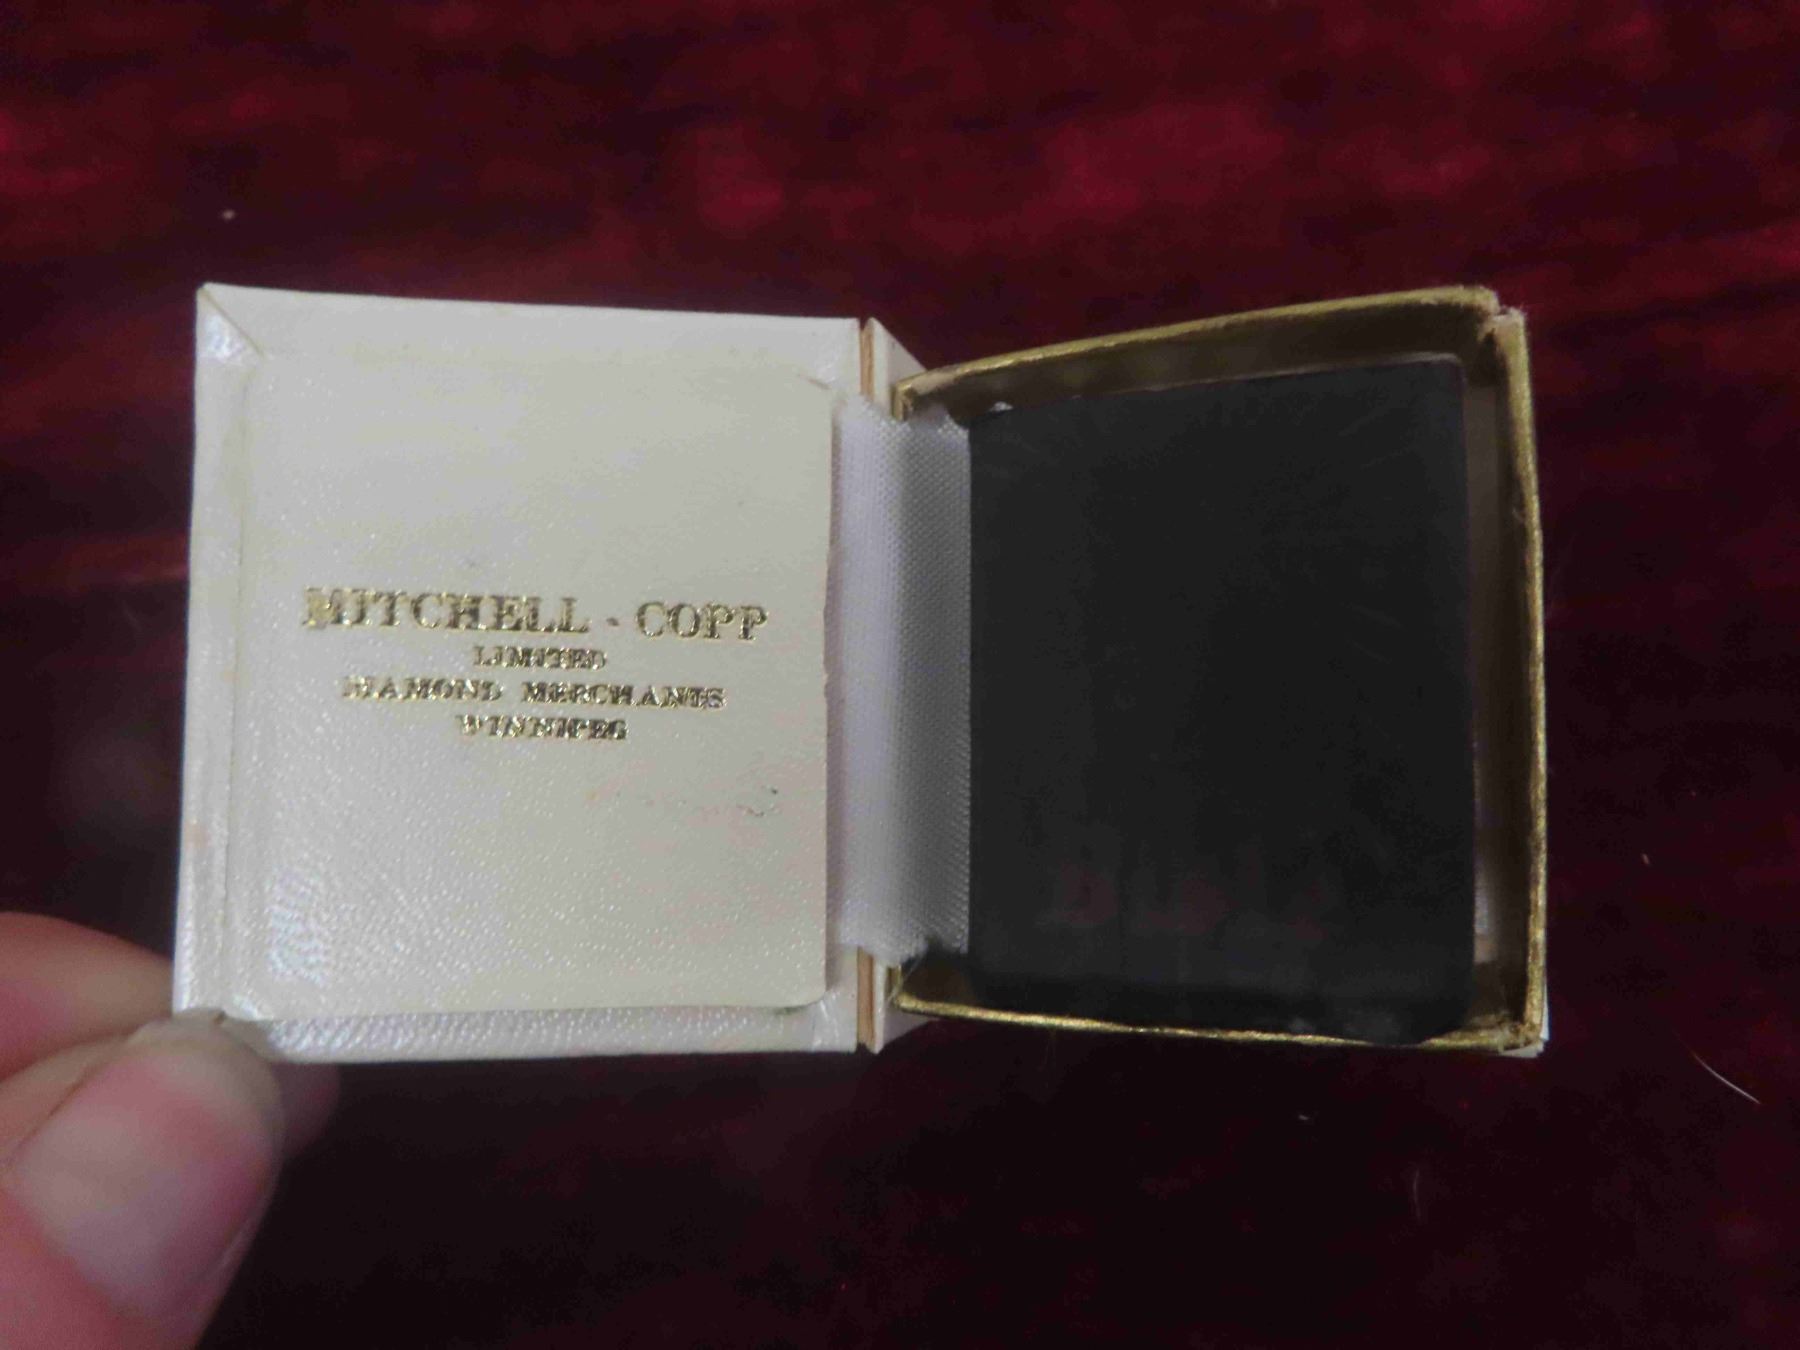 MITCHELL - COPP
LIMITED
DIAMOND MERCHANTS
WINNIPEG